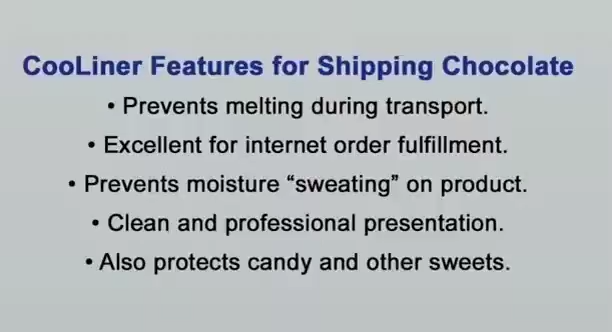 CooLiner Features for Shipping Chocolate
• Prevents melting during transport.
• Excellent for internet order fulfillment.
• Prevents moisture “sweating” on product.
• Clean and professional presentation.
• Also protects candy and other sweets.